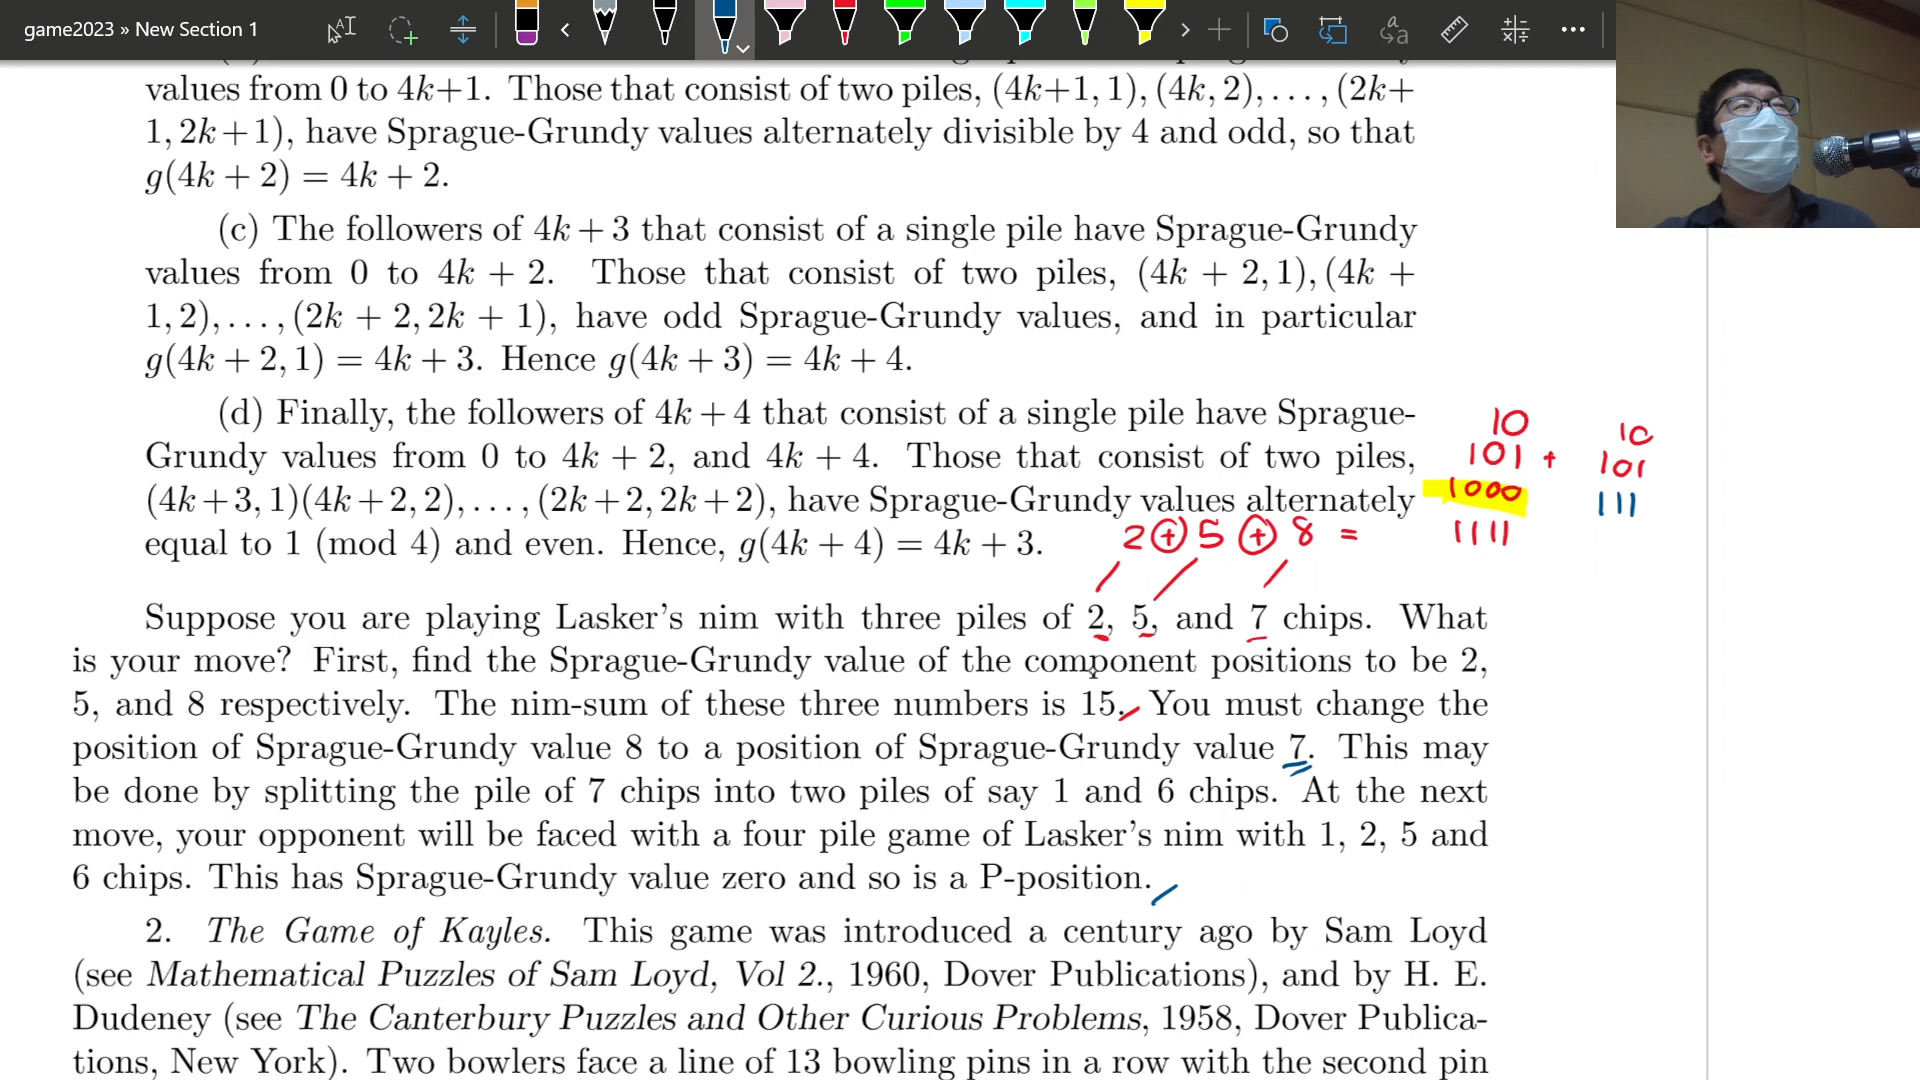 game2023 » New Section 1
values from 0 to 4k+1. Those that consist of two piles, (4k+1, 1), (4k, 2), . . . , (2k+
1, 2k+1), have Sprague-Grundy values alternately divisible by 4 and odd, so that
g(4k + 2) = 4k + 2.
(c) The followers of 4k + 3 that consist of a single pile have Sprague-Grundy
values from 0 to 4k + 2. Those that consist of two piles, (4k + 2, 1), (4k +
1, 2), . . . , (2k + 2, 2k + 1), have odd Sprague-Grundy values, and in particular
g(4k + 2, 1) = 4k + 3. Hence g(4k + 3) = 4k + 4.
(d) Finally, the followers of 4k + 4 that consist of a single pile have Sprague-
Grundy values from 0 to 4k + 2, and 4k + 4. Those that consist of two piles,
(4k+3, 1)(4k+2, 2), . . . , (2k+2, 2k+2), have Sprague-Grundy values alternately
equal to 1 (mod 4) and even. Hence, g(4k + 4) = 4k + 3.
2 ⊕ 5 ⊕ 8 =
10
101 +
1000
1111
10
101
111
Suppose you are playing Lasker's nim with three piles of 2, 5, and 7 chips. What
is your move? First, find the Sprague-Grundy value of the component positions to be 2,
5, and 8 respectively. The nim-sum of these three numbers is 15. You must change the
position of Sprague-Grundy value 8 to a position of Sprague-Grundy value 7. This may
be done by splitting the pile of 7 chips into two piles of say 1 and 6 chips. At the next
move, your opponent will be faced with a four pile game of Lasker's nim with 1, 2, 5 and
6 chips. This has Sprague-Grundy value zero and so is a P-position.
2. The Game of Kayles. This game was introduced a century ago by Sam Loyd
(see Mathematical Puzzles of Sam Loyd, Vol 2., 1960, Dover Publications), and by H. E.
Dudeney (see The Canterbury Puzzles and Other Curious Problems, 1958, Dover Publica-
tions, New York). Two bowlers face a line of 13 bowling pins in a row with the second pin